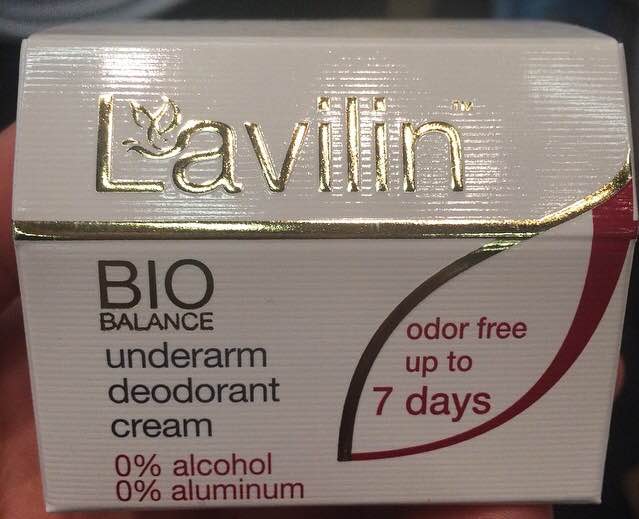 Lavilin™
BIO
BALANCE
underarm
deodorant
cream
0% alcohol
0% aluminum
odor free
up to
7 days